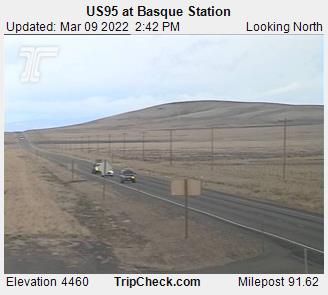 US95 at Basque Station
Updated: Mar 09 2022 2:42 PM Looking North
Elevation 4460 TripCheck.com Milepost 91.62